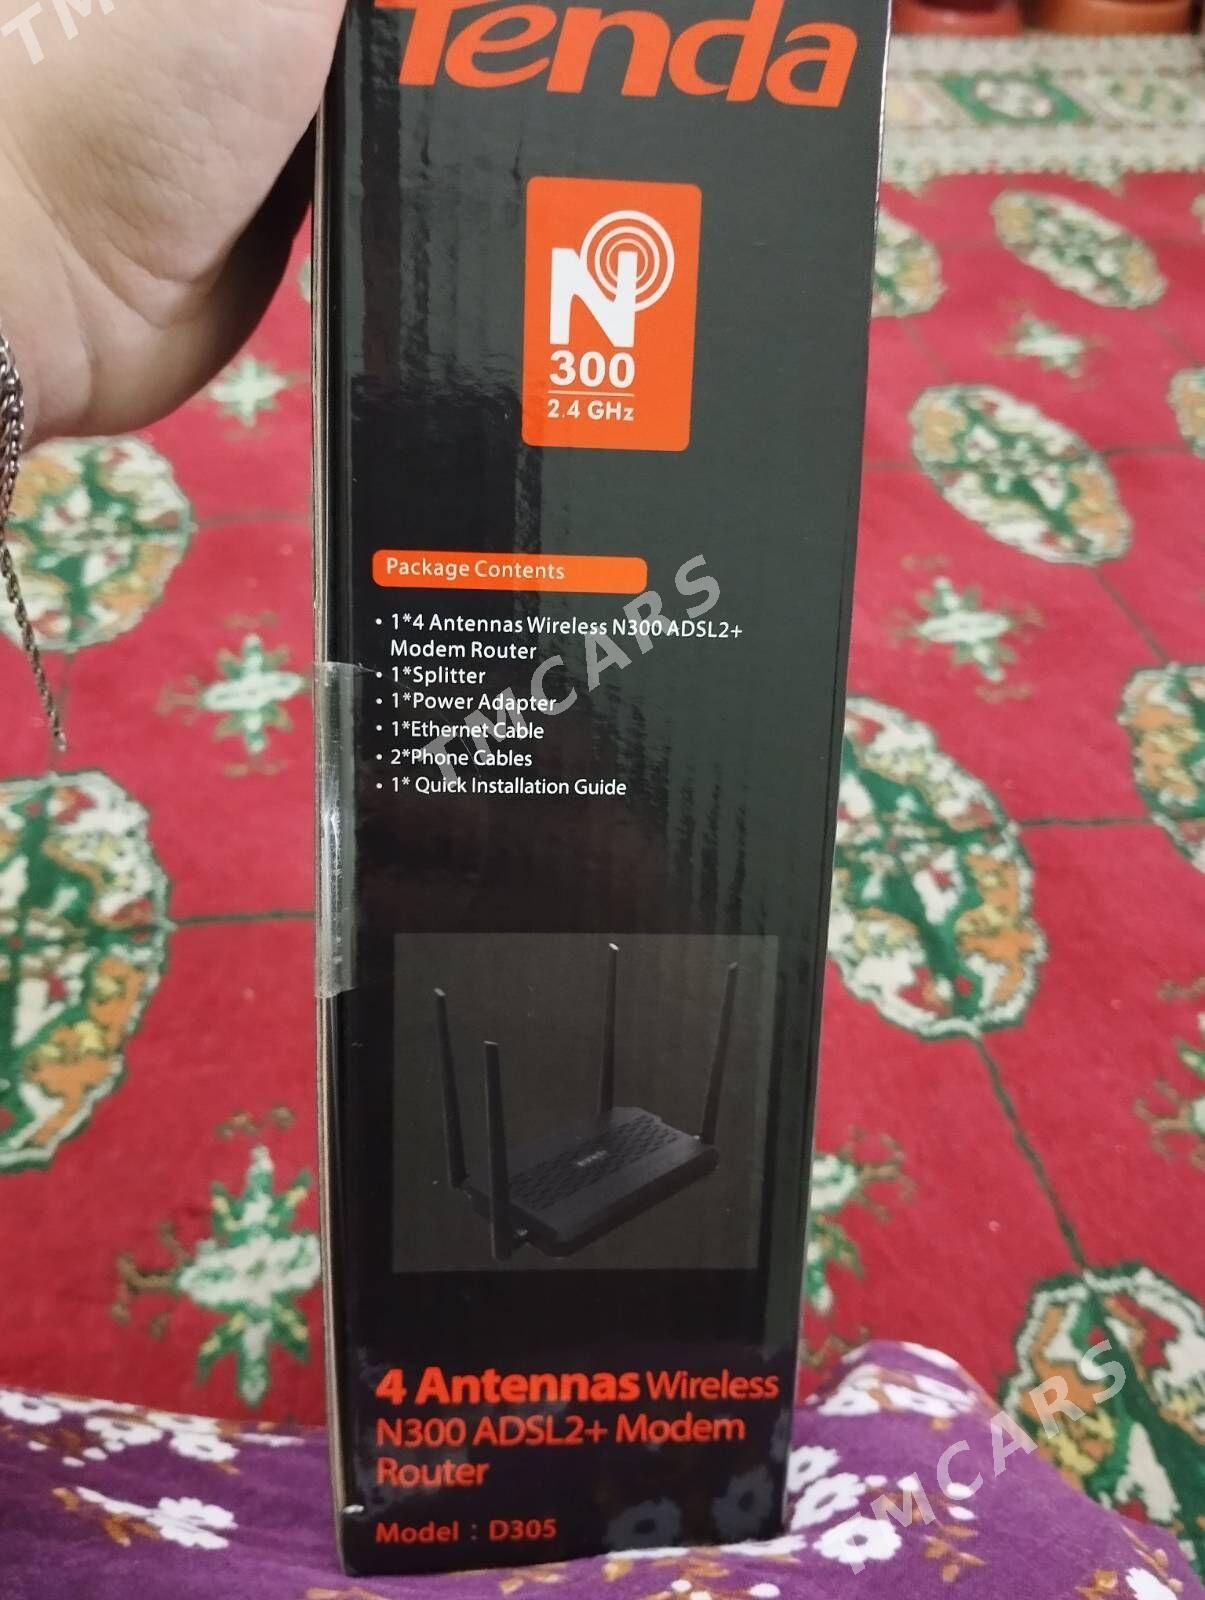 Tenda
N
300
2.4 GHz
Package Contents
• 1*4 Antennas Wireless N300 ADSL2+
Modem Router
• 1*Splitter
• 1*Power Adapter
• 1*Ethernet Cable
• 2*Phone Cables
• 1* Quick Installation Guide
TMCARS
4 Antennas Wireless
N300 ADSL2+ Modem
Router
Model : D305
TMCARS